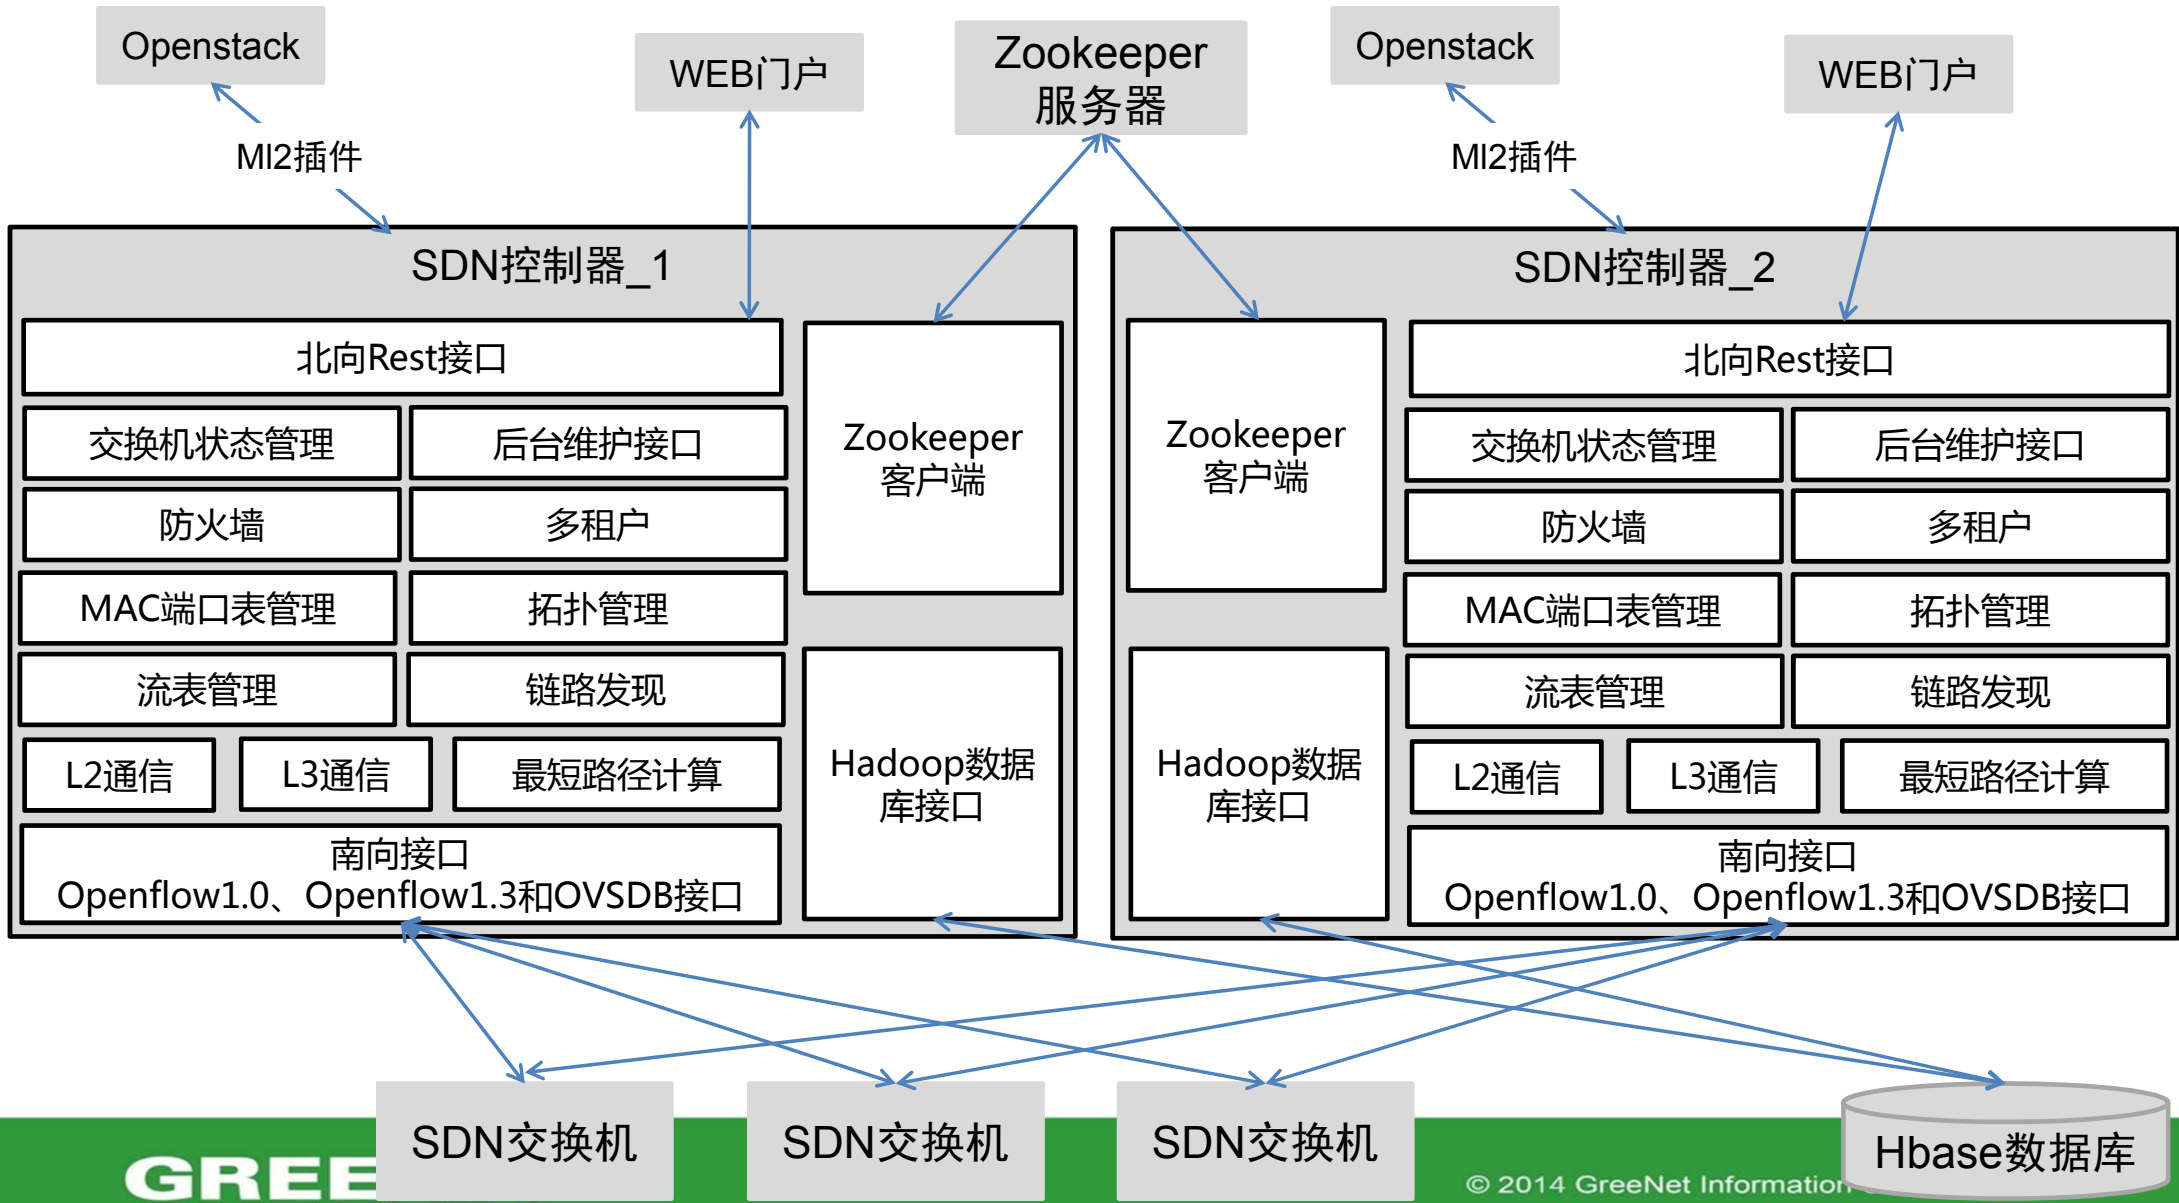 Openstack
WEB门户
Zookeeper
服务器
Openstack
WEB门户
Ml2插件
Ml2插件
SDN控制器_1
北向Rest接口
交换机状态管理
后台维护接口
防火墙
多租户
MAC端口表管理
拓扑管理
流表管理
链路发现
L2通信
L3通信
最短路径计算
南向接口
Openflow1.0、Openflow1.3和OVSDB接口
Zookeeper
客户端
Hadoop数据
库接口
SDN控制器_2
Zookeeper
客户端
Hadoop数据
库接口
北向Rest接口
交换机状态管理
后台维护接口
防火墙
多租户
MAC端口表管理
拓扑管理
流表管理
链路发现
L2通信
L3通信
最短路径计算
南向接口
Openflow1.0、Openflow1.3和OVSDB接口
SDN交换机
SDN交换机
SDN交换机
Hbase数据库
GREE
© 2014 GreeNet Information